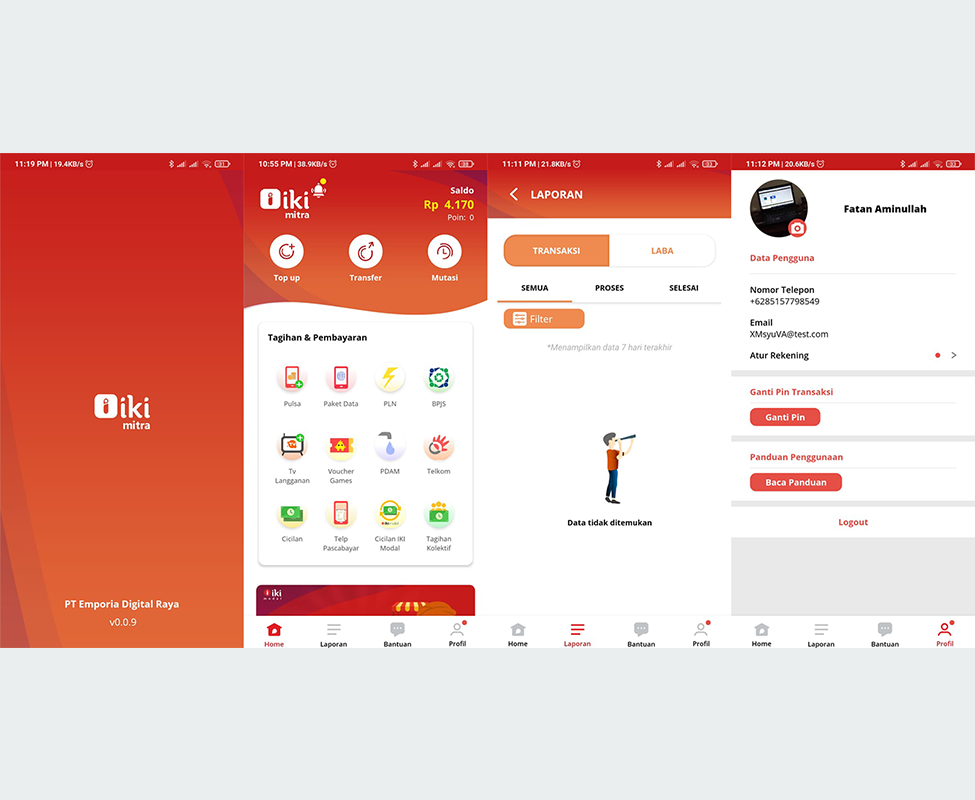 11:19 PM | 19.4KB/s
iki
mitra
PT Emporia Digital Raya
v0.0.9
10:55 PM | 38.9KB/s
iki
mitra
Saldo
Rp 4.170
Poin: 0
Top up
Transfer
Mutasi
Tagihan & Pembayaran
Pulsa
Paket Data
PLN
BPJS
Tv
Langganan
Voucher
Games
PDAM
Telkom
Cicilan
Telp
Pascabayar
Cicilan IKI
Modal
Tagihan
Kolektif
iki
modal
Home
Laporan
Bantuan
Profil
11:11 PM | 21.8KB/s
LAPORAN
TRANSAKSI
LABA
SEMUA
PROSES
SELESAI
Filter
*Menampilkan data 7 hari terakhir
Data tidak ditemukan
Home
Laporan
Bantuan
Profil
11:12 PM | 20.6KB/s
Fatan Aminullah
Data Pengguna
Nomor Telepon
+6285157798549
Email
XMsyuVA@test.com
Atur Rekening
Ganti Pin Transaksi
Ganti Pin
Panduan Penggunaan
Baca Panduan
Logout
Home
Laporan
Bantuan
Profil